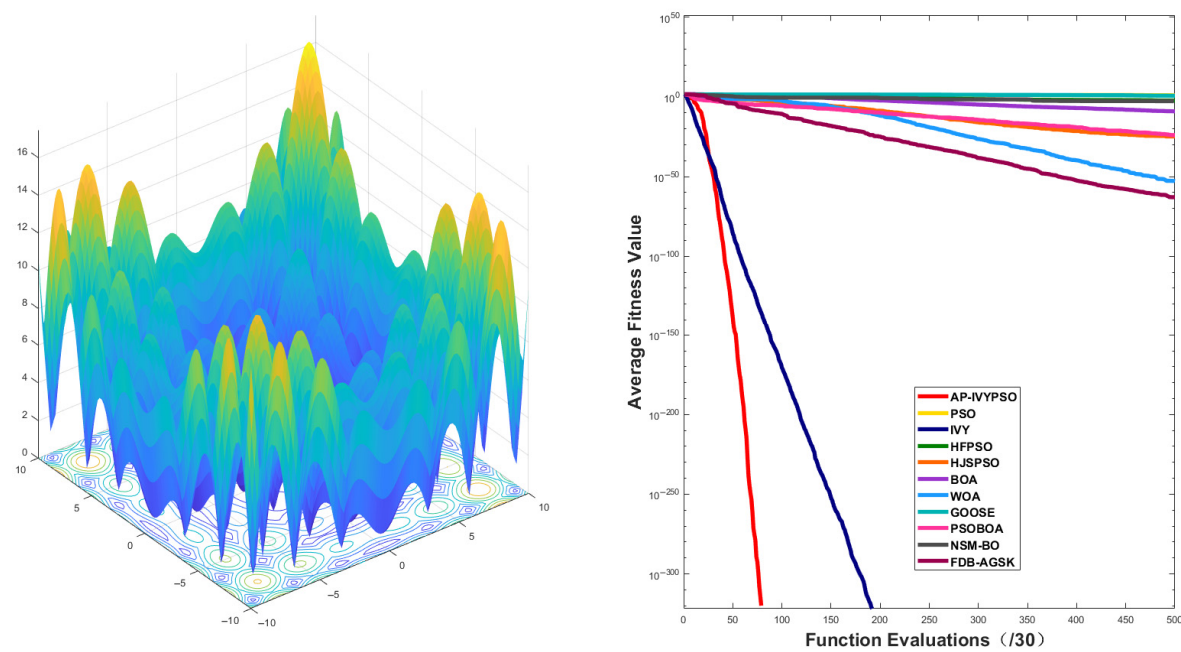 16
14
12
10
8
6
4
2
0
10
5
0
−5
−10
−10
−5
0
5
10
Average Fitness Value
10^50
10^0
10^−50
10^−100
10^−150
10^−200
10^−250
10^−300
0 50 100 150 200 250 300 350 400 450 500
Function Evaluations（/30）
AP-IVYPSO
PSO
IVY
HFPSO
HJSPSO
BOA
WOA
GOOSE
PSOBOA
NSM-BO
FDB-AGSK